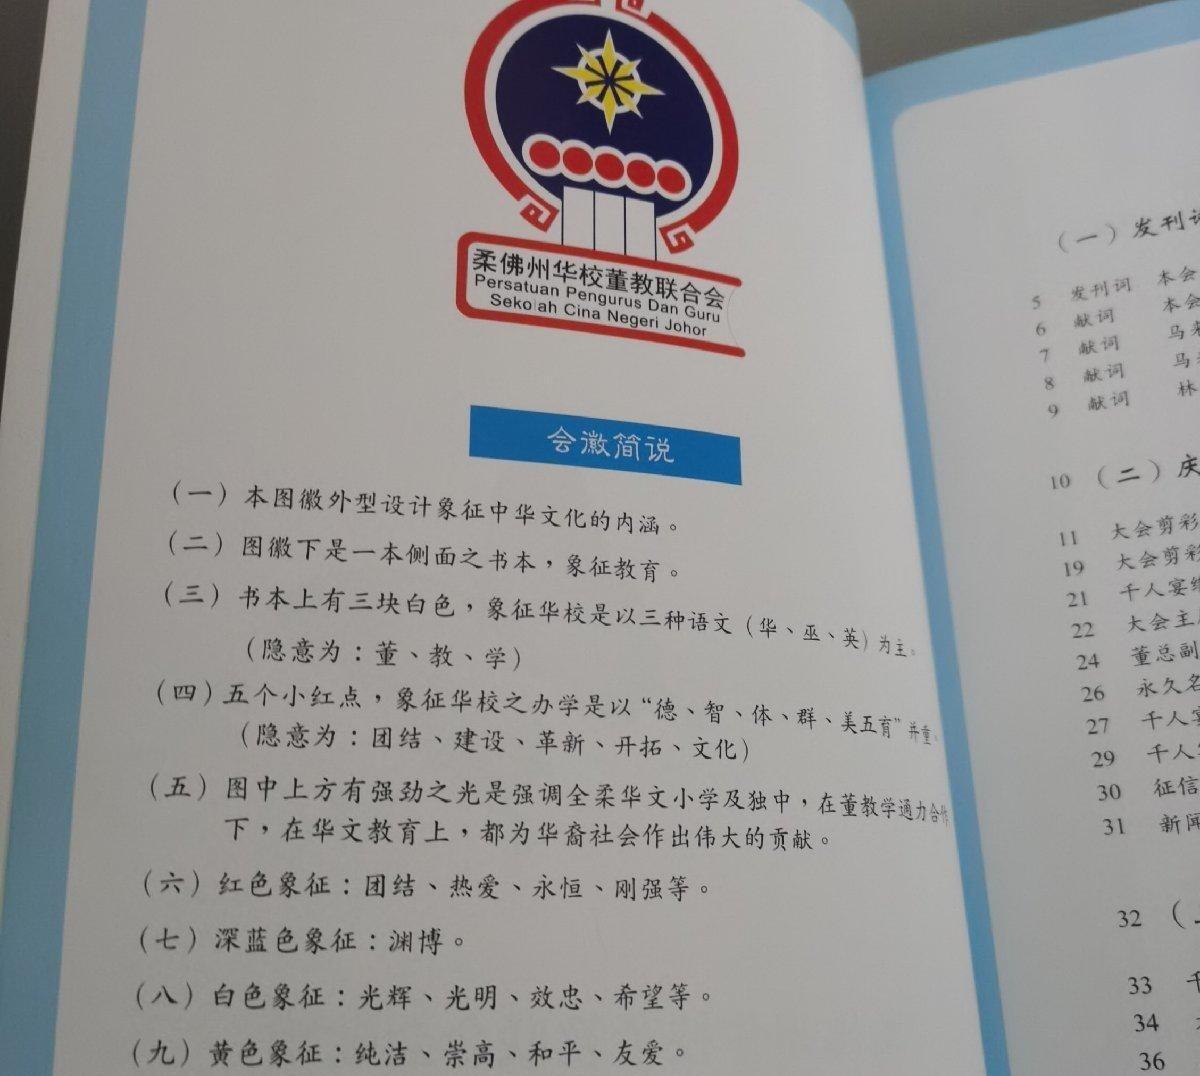 柔佛州华校董教联合会
Persatuan Pengurus Dan Guru
Sekolah Cina Negeri Johor
会徽简说
（一）本图徽外型设计象征中华文化的内涵。
（二）图徽下是一本侧面之书本，象征教育。
（三）书本上有三块白色，象征华校是以三种语文（华、巫、英）为主。
（隐意为：董、教、学）
（四）五个小红点，象征华校之办学是以“德、智、体、群、美五育”并重。
（隐意为：团结、建设、革新、开拓、文化）
（五）图中上方有强劲之光是强调全柔华文小学及独中，在董教学通力合作
下，在华文教育上，都为华裔社会作出伟大的贡献。
（六）红色象征：团结、热爱、永恒、刚强等。
（七）深蓝色象征：渊博。
（八）白色象征：光辉、光明、效忠、希望等。
（九）黄色象征：纯洁、崇高、和平、友爱。
（一）发刊
5 发刊词 本会
6 献词 本会
7 献词 马来
8 献词 马
9 献词 林
10 （二）庆
11 大会剪彩
19 大会剪彩
21 千人宴
22 大会主
24 董总副
26 永久名
27 千人宴
29 千人
30 征信
31 新闻
32 （
33 千
34
36